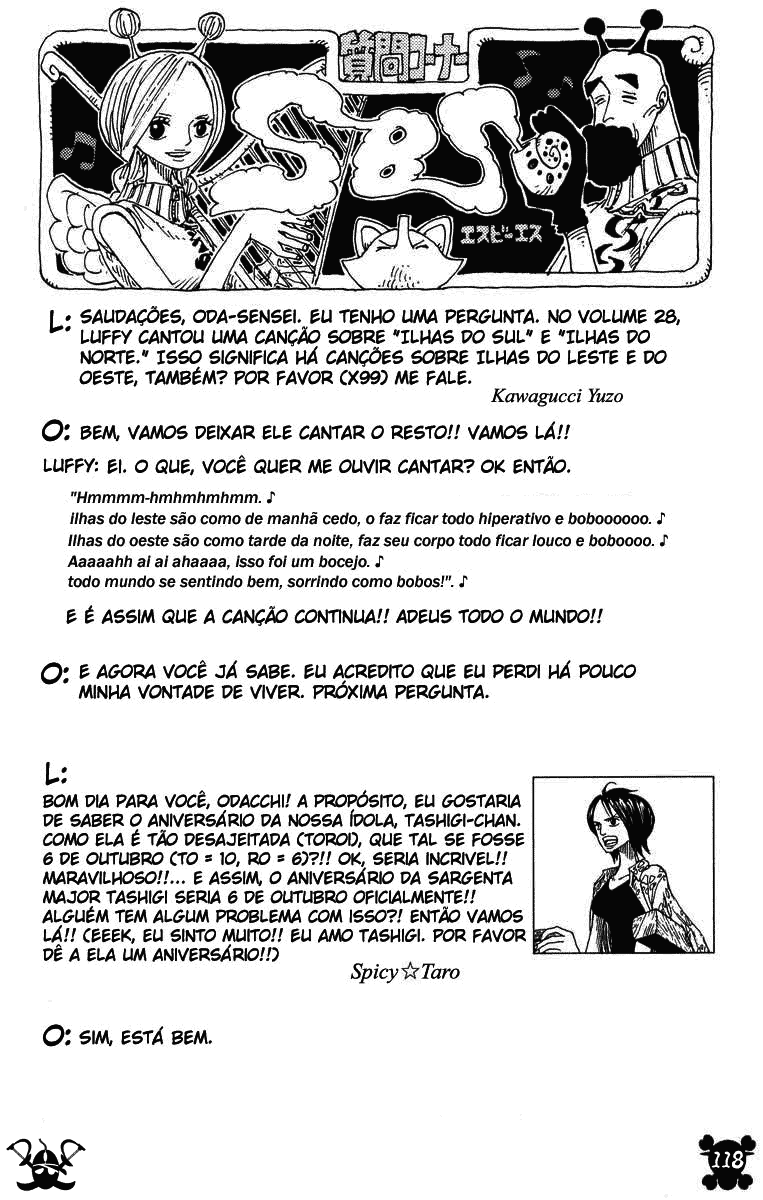 質問コーナー
SBS
エスビーエス
L: SAUDAÇÕES, ODA-SENSEI. EU TENHO UMA PERGUNTA. NO VOLUME 28,
LUFFY CANTOU UMA CANÇÃO SOBRE "ILHAS DO SUL" E "ILHAS DO
NORTE." ISSO SIGNIFICA HÁ CANÇÕES SOBRE ILHAS DO LESTE E DO
OESTE, TAMBÉM? POR FAVOR (X99) ME FALE.
Kawagucci Yuzo
O: BEM, VAMOS DEIXAR ELE CANTAR O RESTO!! VAMOS LÁ!!
LUFFY: EI. O QUE, VOCÊ QUER ME OUVIR CANTAR? OK ENTÃO.
"Hmmmm-hmhmhmhmm. ♪
ilhas do leste são como de manhã cedo, o faz ficar todo hiperativo e boboooooo. ♪
Ilhas do oeste são como tarde da noite, faz seu corpo todo ficar louco e boboooo. ♪
Aaaaahh ai ai ahaaaa, isso foi um bocejo. ♪
todo mundo se sentindo bem, sorrindo como bobos!". ♪
E É ASSIM QUE A CANÇÃO CONTINUA!! ADEUS TODO O MUNDO!!
O: E AGORA VOCÊ JÁ SABE. EU ACREDITO QUE EU PERDI HÁ POUCO
MINHA VONTADE DE VIVER. PRÓXIMA PERGUNTA.
L:
BOM DIA PARA VOCÊ, ODACCHI! A PROPÓSITO, EU GOSTARIA
DE SABER O ANIVERSÁRIO DA NOSSA ÍDOLA, TASHIGI-CHAN.
COMO ELA É TÃO DESAJEITADA (TOROI), QUE TAL SE FOSSE
6 DE OUTUBRO (TO = 10, RO = 6)?!! OK, SERIA INCRIVEL!!
MARAVILHOSO!!... E ASSIM, O ANIVERSÁRIO DA SARGENTA
MAJOR TASHIGI SERIA 6 DE OUTUBRO OFICIALMENTE!!
ALGUÉM TEM ALGUM PROBLEMA COM ISSO?! ENTÃO VAMOS
LÁ!! (EEEK, EU SINTO MUITO!! EU AMO TASHIGI. POR FAVOR
DÊ A ELA UM ANIVERSÁRIO!!)
Spicy☆Taro
O: SIM, ESTÁ BEM.
118